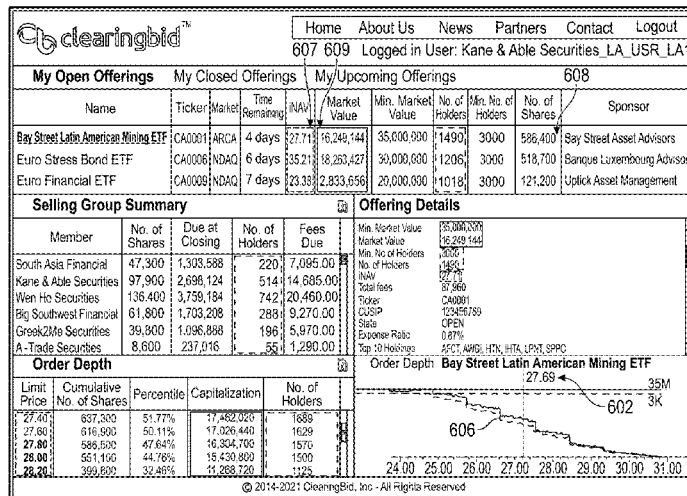 clearingbid™
Home About Us News Partners Contact Logout
607 609 Logged in User: Kane & Able Securities_LA_USR_LA1
My Open Offerings My Closed Offerings My Upcoming Offerings
608
Name Ticker Market Time Remaining iNAV Market Value Min. Market Value No. of Holders Min. No. of Holders No. of Shares Sponsor
Bay Street Latin American Mining ETF CA0001 ARCA 4 days 27.71 16,249,144 35,000,000 1490 3000 586,400 Bay Street Asset Advisors
Euro Stress Bond ETF CA0006 NDAQ 6 days 35.21 18,263,427 30,000,000 1206 3000 518,700 Banque Luxembourg Advisor
Euro Financial ETF CA0009 NDAQ 7 days 23.38 2,833,656 20,000,000 1018 3000 121,200 Uptick Asset Management
Selling Group Summary
Member No. of Shares Due at Closing No. of Holders Fees Due
South Asia Financial 47,300 1,303,588 220 7,095.00
Kane & Able Securities 97,900 2,698,124 514 14,685.00
Wen Ho Securities 136,400 3,759,184 742 20,460.00
Big Southwest Financial 61,800 1,703,208 288 9,270.00
Greek2Me Securities 39,800 1,096,888 196 5,970.00
A-Trade Securities 8,600 237,016 55 1,290.00
Offering Details
Min. Market Value 35,000,000
Market Value 16,249,144
Min. No of Holders 3000
No. of Holders 1490
iNAV
Total fees 87,960
Ticker CA0001
CUSIP 123456789
State OPEN
Expense Ratio 0.67%
Top 10 Holdings
Order Depth
Limit Price Cumulative No. of Shares Percentile Capitalization No. of Holders
27.40 637,300 51.77% 17,462,020 1689
27.60 616,900 50.11% 17,026,440 1629
27.80 586,500 47.64% 16,304,700 1570
28.00 551,100 44.76% 15,430,800 1500
28.20 399,600 32.46% 11,268,720 1125
Order Depth Bay Street Latin American Mining ETF
27.69
35M
3K
602
606
24.00 25.00 26.00 27.00 28.00 29.00 30.00 31.00
© 2014-2021 ClearingBid, Inc - All Rights Reserved